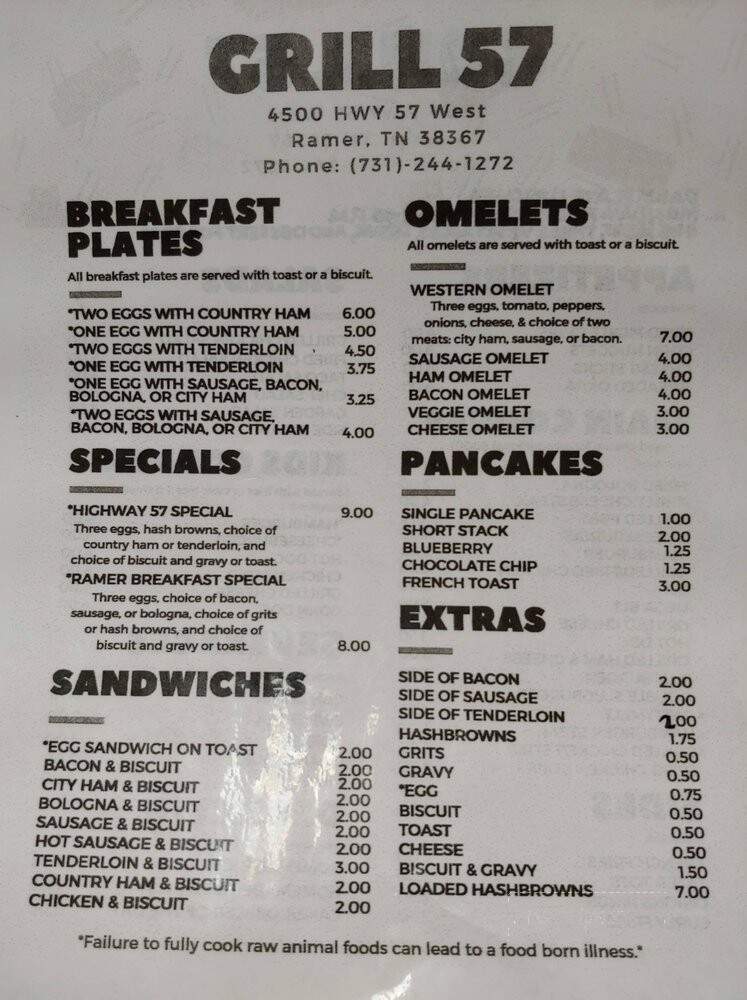 GRILL 57
4500 HWY 57 West
Ramer, TN 38367
Phone: (731)-244-1272
BREAKFAST
PLATES
All breakfast plates are served with toast or a biscuit.
*TWO EGGS WITH COUNTRY HAM 6.00
*ONE EGG WITH COUNTRY HAM 5.00
*TWO EGGS WITH TENDERLOIN 4.50
*ONE EGG WITH TENDERLOIN 3.75
*ONE EGG WITH SAUSAGE, BACON,
BOLOGNA, OR CITY HAM 3.25
*TWO EGGS WITH SAUSAGE,
BACON, BOLOGNA, OR CITY HAM 4.00
SPECIALS
*HIGHWAY 57 SPECIAL 9.00
Three eggs, hash browns, choice of
country ham or tenderloin, and
choice of biscuit and gravy or toast.
*RAMER BREAKFAST SPECIAL
Three eggs, choice of bacon,
sausage, or bologna, choice of grits
or hash browns, and choice of
biscuit and gravy or toast. 8.00
SANDWICHES
*EGG SANDWICH ON TOAST 2.00
BACON & BISCUIT 2.00
CITY HAM & BISCUIT 2.00
BOLOGNA & BISCUIT 2.00
SAUSAGE & BISCUIT 2.00
HOT SAUSAGE & BISCUIT 2.00
TENDERLOIN & BISCUIT 3.00
COUNTRY HAM & BISCUIT 2.00
CHICKEN & BISCUIT 2.00
OMELETS
All omelets are served with toast or a biscuit.
WESTERN OMELET
Three eggs, tomato, peppers,
onions, cheese, & choice of two
meats: city ham, sausage, or bacon. 7.00
SAUSAGE OMELET 4.00
HAM OMELET 4.00
BACON OMELET 4.00
VEGGIE OMELET 3.00
CHEESE OMELET 3.00
PANCAKES
SINGLE PANCAKE 1.00
SHORT STACK 2.00
BLUEBERRY 1.25
CHOCOLATE CHIP 1.25
FRENCH TOAST 3.00
EXTRAS
SIDE OF BACON 2.00
SIDE OF SAUSAGE 2.00
SIDE OF TENDERLOIN 2.00
HASHBROWNS 1.75
GRITS 0.50
GRAVY 0.50
*EGG 0.75
BISCUIT 0.50
TOAST 0.50
CHEESE 0.50
BISCUIT & GRAVY 1.50
LOADED HASHBROWNS 7.00
*Failure to fully cook raw animal foods can lead to a food born illness.*